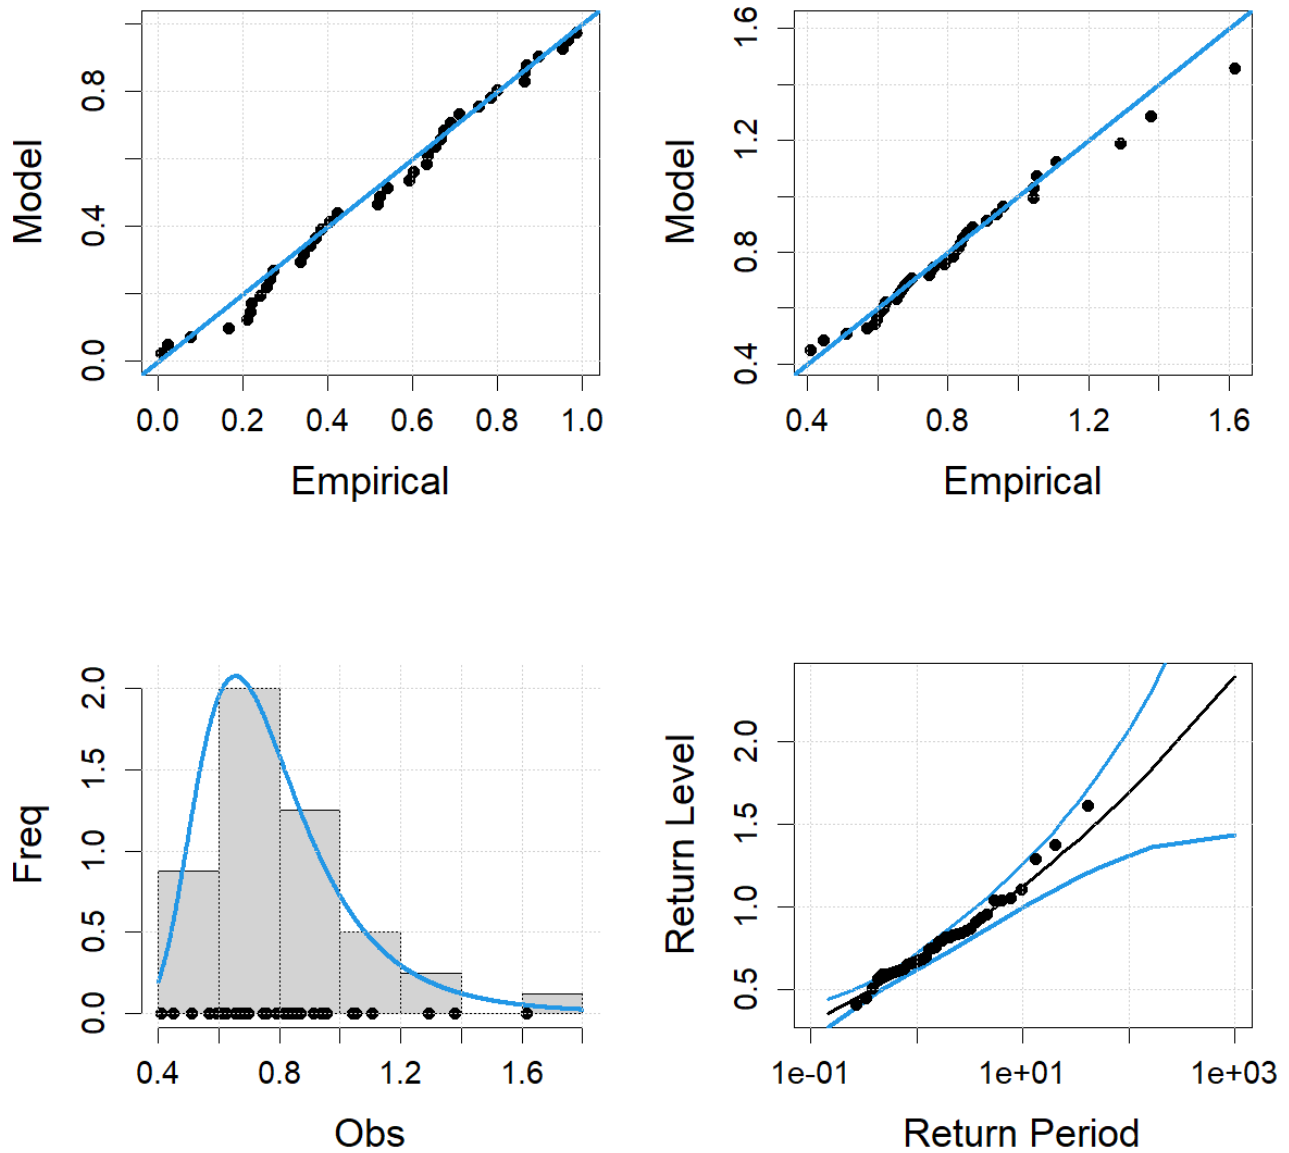 Model
0.0 0.4 0.8
0.0 0.2 0.4 0.6 0.8 1.0
Empirical
Model
0.4 0.8 1.2 1.6
0.4 0.8 1.2 1.6
Empirical
Freq
0.0 0.5 1.0 1.5 2.0
0.4 0.8 1.2 1.6
Obs
Return Level
0.5 1.0 1.5 2.0
1e-01 1e+01 1e+03
Return Period